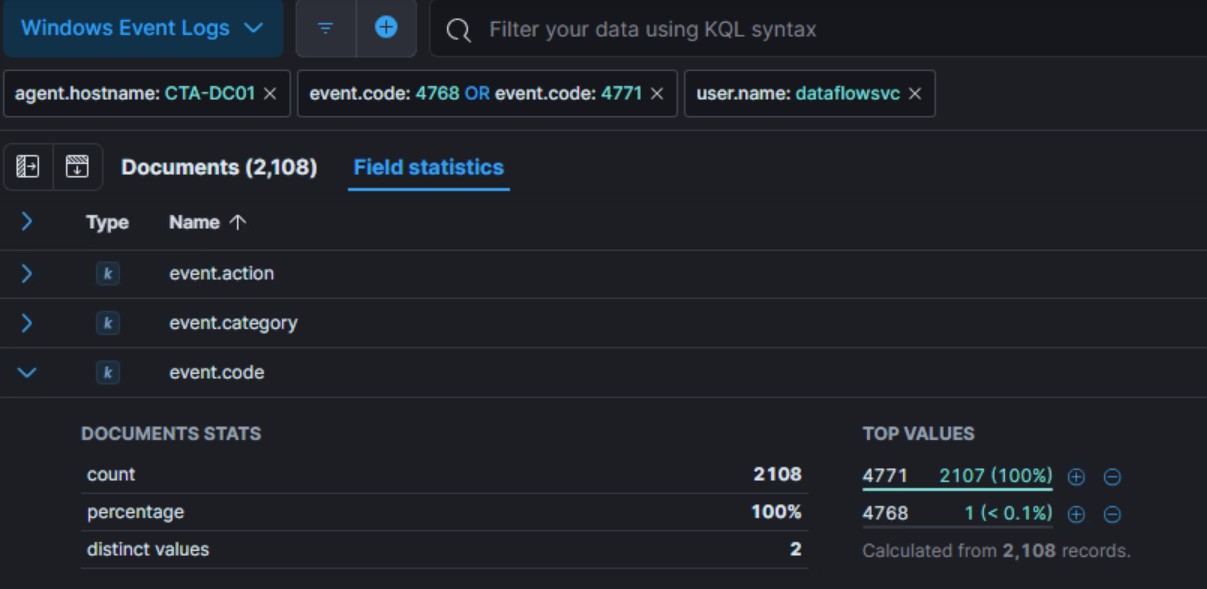 Windows Event Logs
Filter your data using KQL syntax
agent.hostname: CTA-DC01 × event.code: 4768 OR event.code: 4771 × user.name: dataflowsvc ×
Documents (2,108) Field statistics
Type Name ↑
k event.action
k event.category
k event.code
DOCUMENTS STATS TOP VALUES
count 2108 4771 2107 (100%)
percentage 100% 4768 1 (< 0.1%)
distinct values 2 Calculated from 2,108 records.